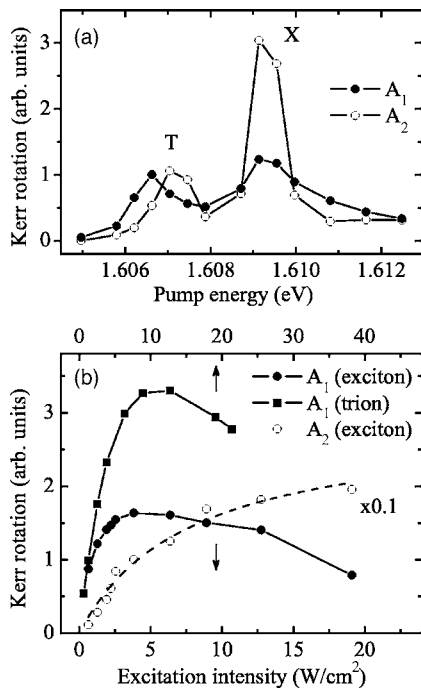 (a)
X
T
A1
A2
Kerr rotation (arb. units)
3
2
1
0
1.606 1.608 1.610 1.612
Pump energy (eV)
0 10 20 30 40
(b)
A1 (exciton)
A1 (trion)
A2 (exciton)
x0.1
Kerr rotation (arb. units)
3
2
1
0
0 5 10 15 20
Excitation intensity (W/cm²)